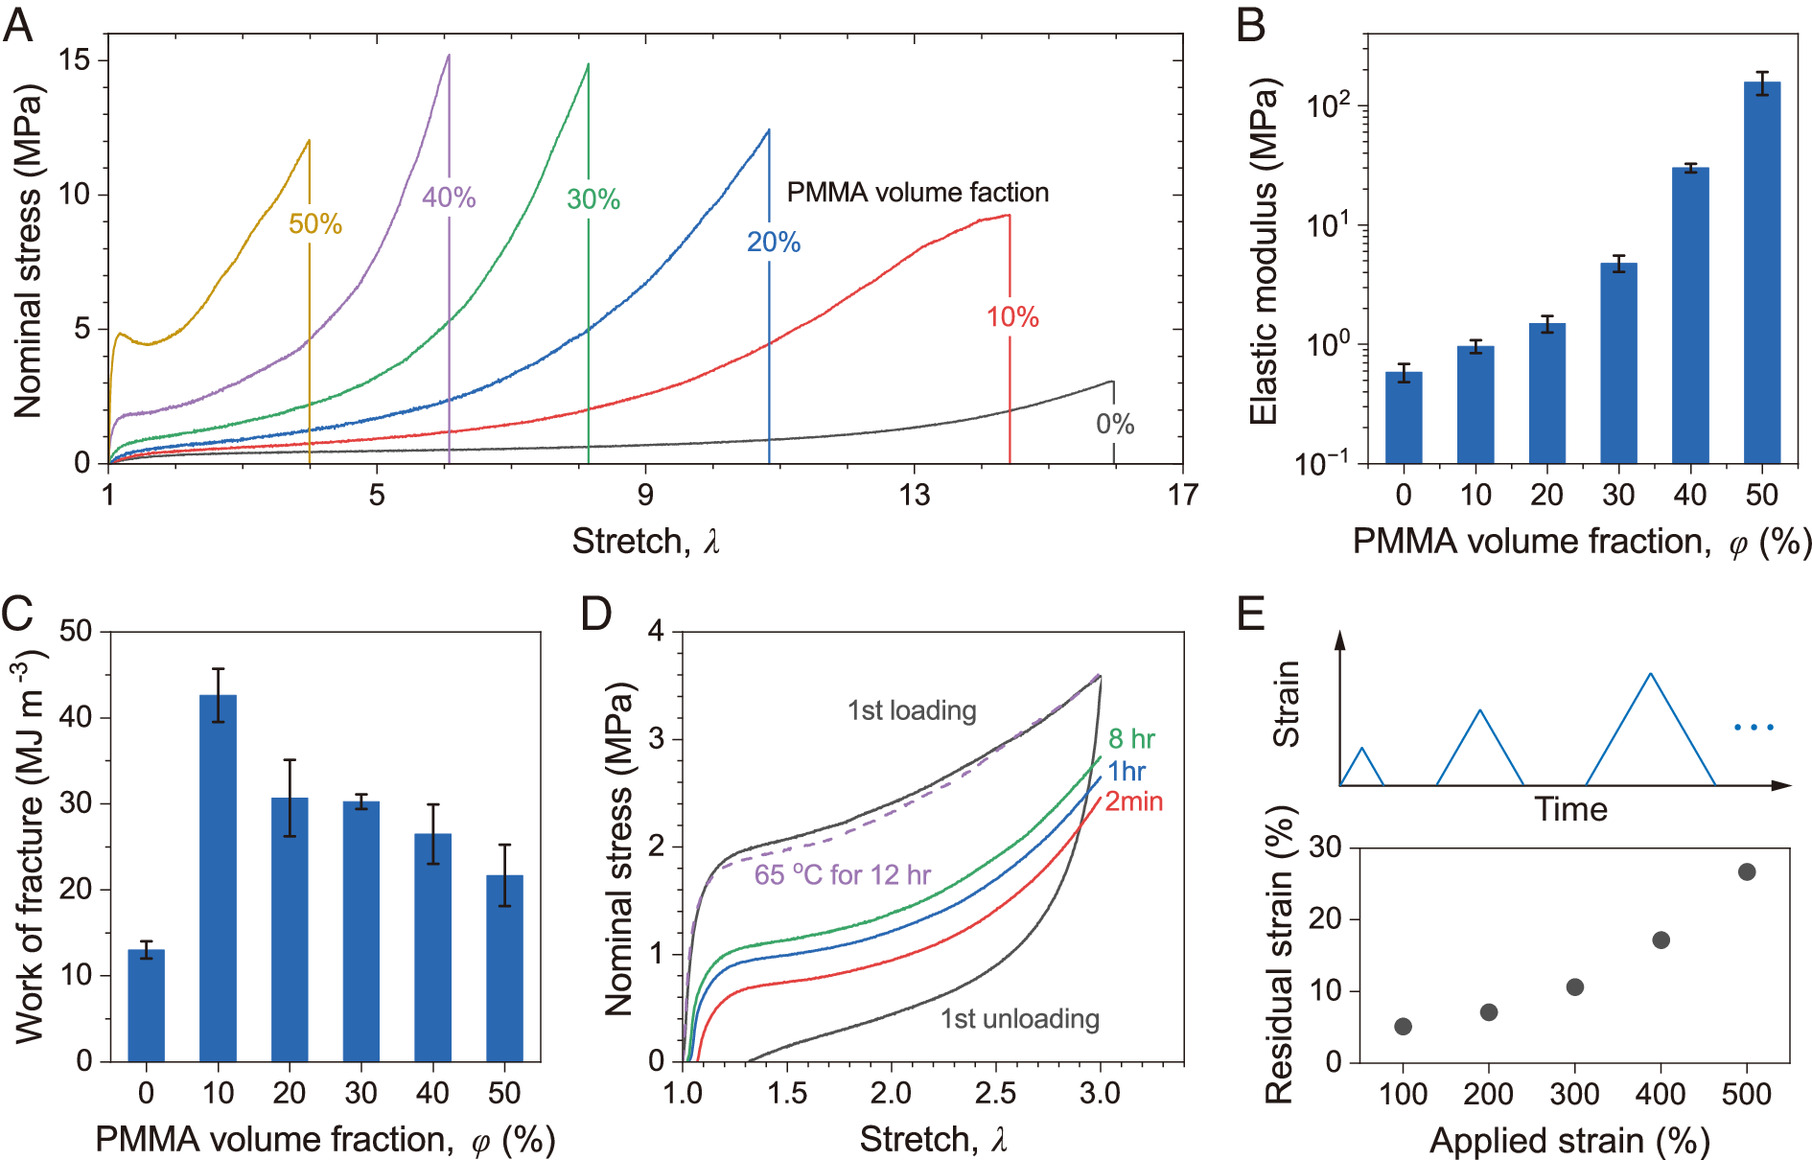 A
Nominal stress (MPa)
15
10
5
0
1
5
9
13
17
Stretch, λ
50%
40%
30%
20%
10%
0%
PMMA volume faction
B
Elastic modulus (MPa)
10²
10¹
10⁰
10⁻¹
0
10
20
30
40
50
PMMA volume fraction, φ (%)
C
Work of fracture (MJ m⁻³)
50
40
30
20
10
0
0
10
20
30
40
50
PMMA volume fraction, φ (%)
D
Nominal stress (MPa)
4
3
2
1
0
1.0
1.5
2.0
2.5
3.0
Stretch, λ
1st loading
8 hr
1hr
2min
65 °C for 12 hr
1st unloading
E
Strain
Time
Residual strain (%)
30
20
10
0
100
200
300
400
500
Applied strain (%)